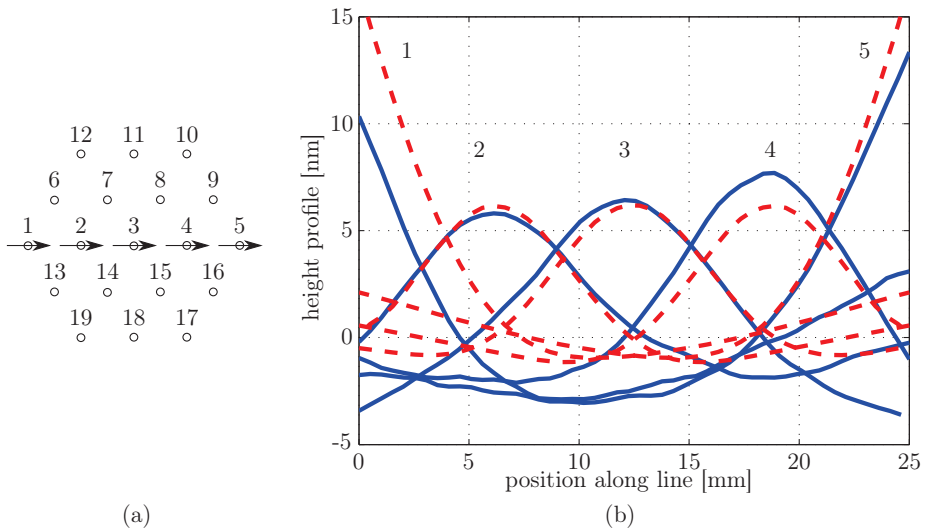 12 11 10
6 7 8 9
1 2 3 4 5
13 14 15 16
19 18 17
(a)
15
10
5
0
-5
height profile [nm]
1 5
2 3 4
0 5 10 15 20 25
position along line [mm]
(b)